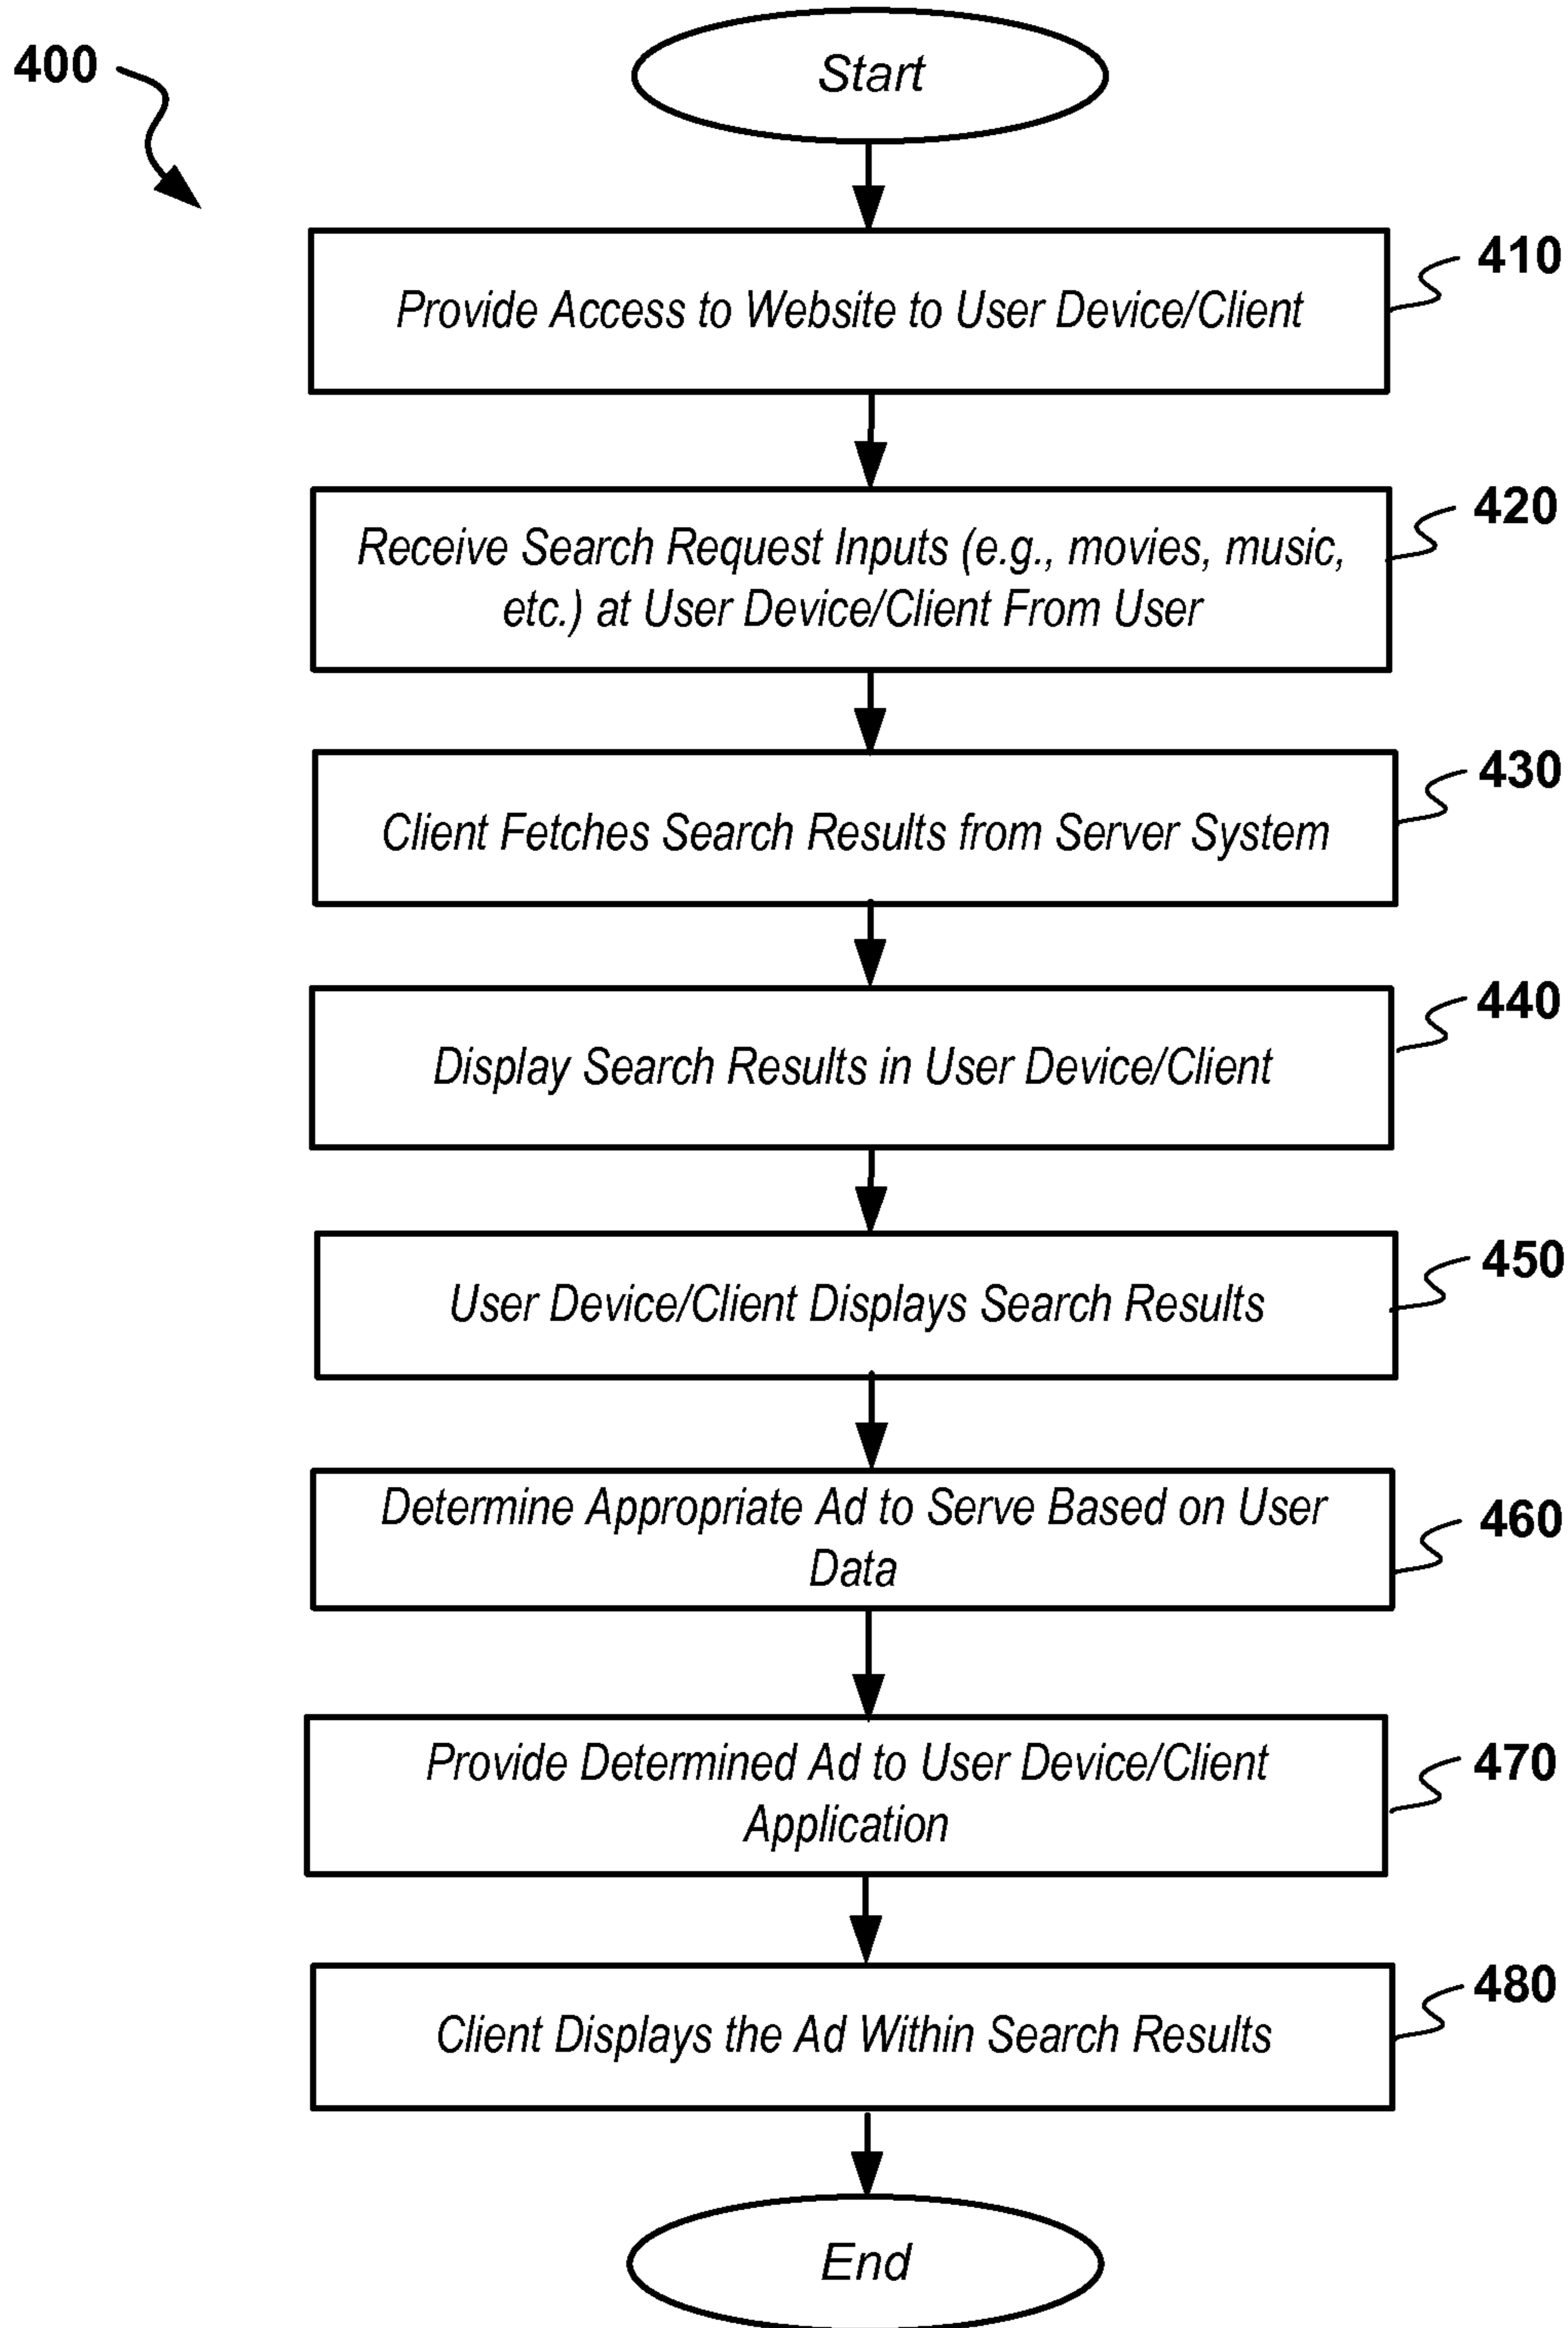 400
Start
410
Provide Access to Website to User Device/Client
420
Receive Search Request Inputs (e.g., movies, music,
etc.) at User Device/Client From User
430
Client Fetches Search Results from Server System
440
Display Search Results in User Device/Client
450
User Device/Client Displays Search Results
460
Determine Appropriate Ad to Serve Based on User
Data
470
Provide Determined Ad to User Device/Client
Application
480
Client Displays the Ad Within Search Results
End